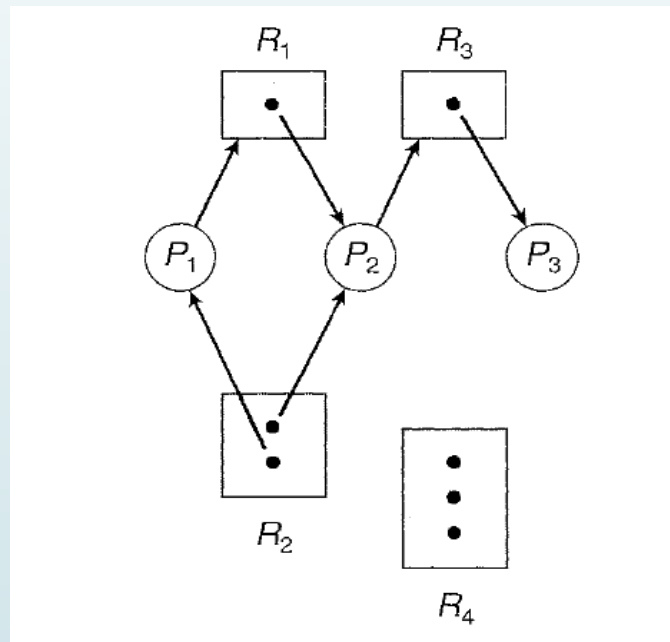 R₁ R₃
P₁ P₂ P₃
R₂
R₄